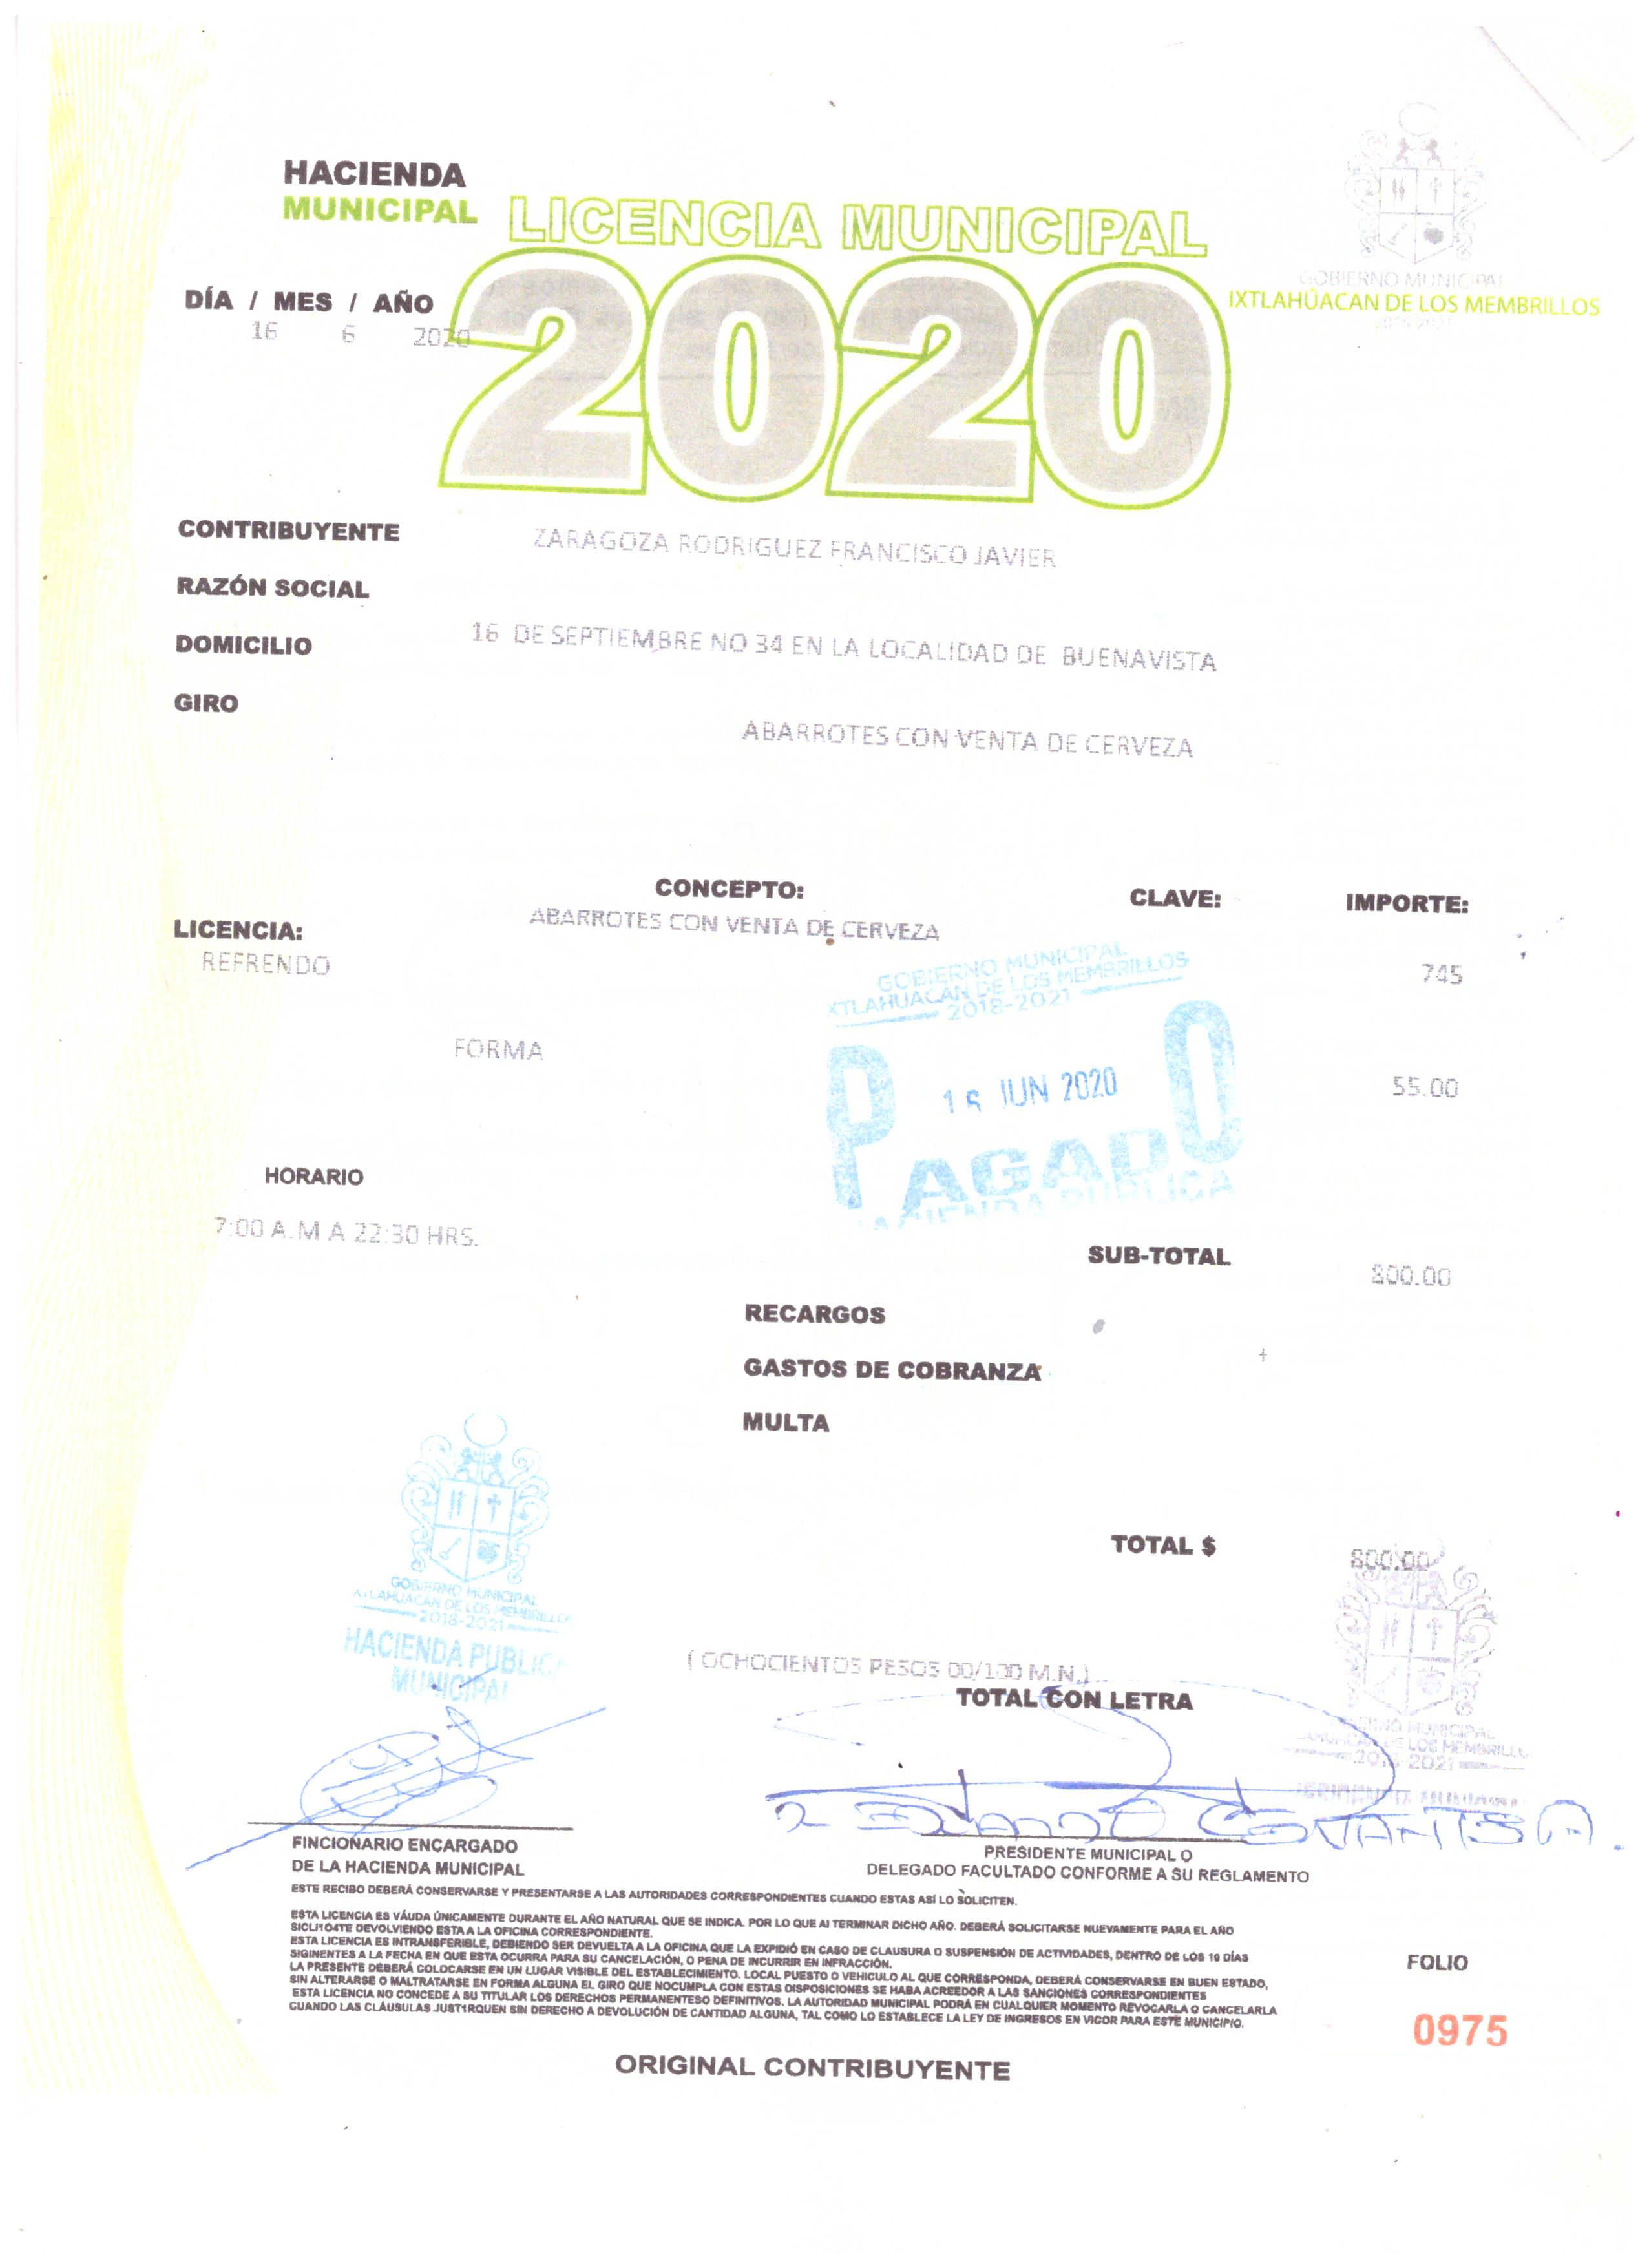 HACIENDA
MUNICIPAL
LICENCIA MUNICIPAL
2020
GOBIERNO MUNICIPAL
IXTLAHUACAN DE LOS MEMBRILLOS
2018-2021
DÍA / MES / AÑO
16 6 2020
CONTRIBUYENTE ZARAGOZA RODRIGUEZ FRANCISCO JAVIER
RAZÓN SOCIAL
DOMICILIO 16 DE SEPTIEMBRE NO 34 EN LA LOCALIDAD DE BUENAVISTA
GIRO
ABARROTES CON VENTA DE CERVEZA
CONCEPTO: CLAVE: IMPORTE:
LICENCIA: ABARROTES CON VENTA DE CERVEZA
REFRENDO 745
GOBIERNO MUNICIPAL
IXTLAHUACAN DE LOS MEMBRILLOS
2018-2021
FORMA 55.00
PAGADO
JUN 2020
HACIENDA PUBLICA
HORARIO
7:00 A.M A 22:30 HRS.
SUB-TOTAL 800.00
RECARGOS
GASTOS DE COBRANZA
MULTA
TOTAL $ 800.00
GOBIERNO MUNICIPAL
IXTLAHUACAN DE LOS MEMBRILLOS
2018-2021
HACIENDA PUBLICA
MUNICIPAL
( OCHOCIENTOS PESOS 00/100 M.N.)
TOTAL CON LETRA
GOBIERNO MUNICIPAL
IXTLAHUACAN DE LOS MEMBRILLOS
2018-2021
FINCIONARIO ENCARGADO
DE LA HACIENDA MUNICIPAL
PRESIDENTE MUNICIPAL O
DELEGADO FACULTADO CONFORME A SU REGLAMENTO
ESTE RECIBO DEBERÁ CONSERVARSE Y PRESENTARSE A LAS AUTORIDADES CORRESPONDIENTES CUANDO ESTAS ASÍ LO SOLICITEN.
ESTA LICENCIA ES VÁUDA ÚNICAMENTE DURANTE EL AÑO NATURAL QUE SE INDICA. POR LO QUE AI TERMINAR DICHO AÑO. DEBERÁ SOLICITARSE NUEVAMENTE PARA EL AÑO
SICLI1O4TE DEVOLVIENDO ESTA A LA OFICINA CORRESPONDIENTE.
ESTA LICENCIA ES INTRANSFERIBLE, DEBIENDO SER DEVUELTA A LA OFICINA QUE LA EXPIDIÓ EN CASO DE CLAUSURA O SUSPENSIÓN DE ACTIVIDADES, DENTRO DE LOS 10 DÍAS
SIGINENTES A LA FECHA EN QUE ESTA OCURRA PARA SU CANCELACIÓN, O PENA DE INCURRIR EN INFRACCIÓN.
LA PRESENTE DEBERÁ COLOCARSE EN UN LUGAR VISIBLE DEL ESTABLECIMIENTO. LOCAL PUESTO O VEHICULO AL QUE CORRESPONDA, DEBERÁ CONSERVARSE EN BUEN ESTADO,
SIN ALTERARSE O MALTRATARSE EN FORMA ALGUNA EL GIRO QUE NOCUMPLA CON ESTAS DISPOSICIONES SE HABA ACREEDOR A LAS SANCIONES CORRESPONDIENTES
ESTA LICENCIA NO CONCEDE A SU TITULAR LOS DERECHOS PERMANENTESO DEFINITIVOS. LA AUTORIDAD MUNICIPAL PODRÁ EN CUALQUIER MOMENTO REVOCARLA O CANCELARLA
CUANDO LAS CLÁUSULAS JUST1RQUEN SIN DERECHO A DEVOLUCIÓN DE CANTIDAD ALGUNA, TAL COMO LO ESTABLECE LA LEY DE INGRESOS EN VIGOR PARA ESTE MUNICIPIO.
FOLIO
0975
ORIGINAL CONTRIBUYENTE